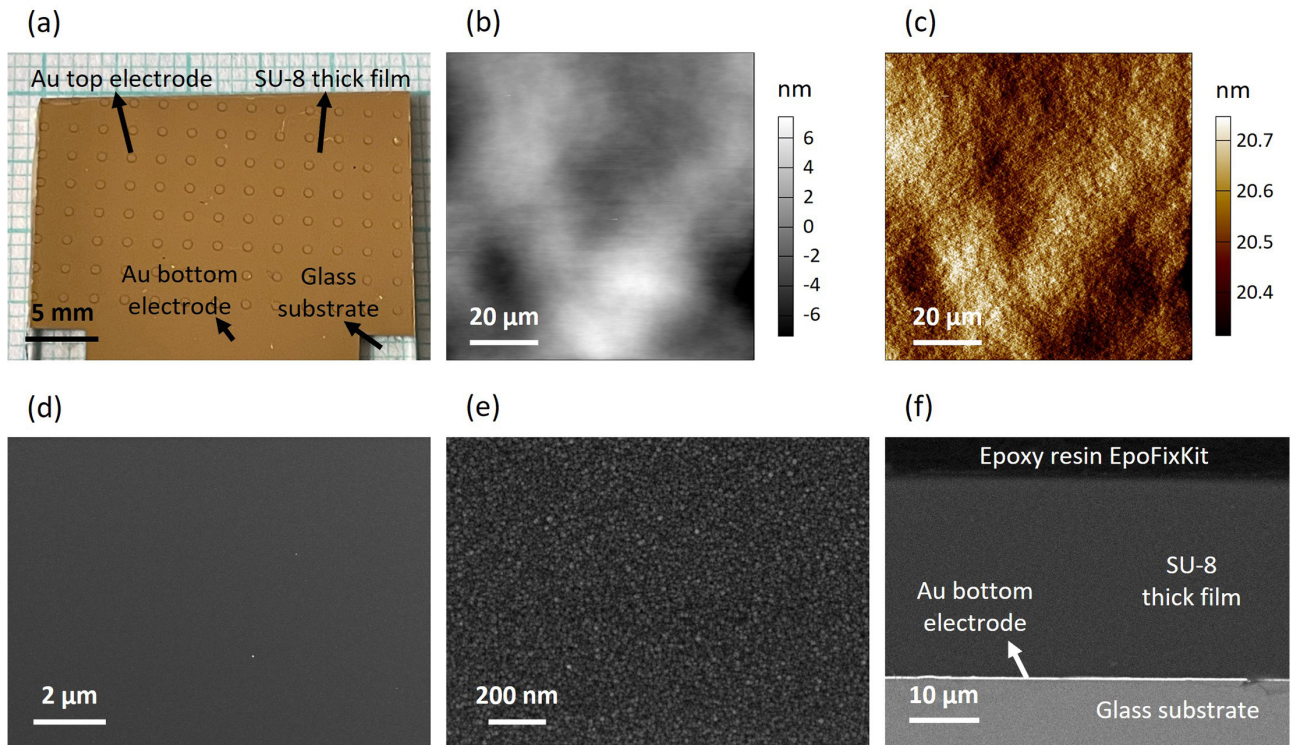 (a)
Au top electrode
SU-8 thick film
Au bottom
electrode
Glass
substrate
5 mm
(b)
nm
6
4
2
0
-2
-4
-6
20 µm
(c)
nm
20.7
20.6
20.5
20.4
20 µm
(d)
2 µm
(e)
200 nm
(f)
Epoxy resin EpoFixKit
SU-8
thick film
Au bottom
electrode
10 µm
Glass substrate